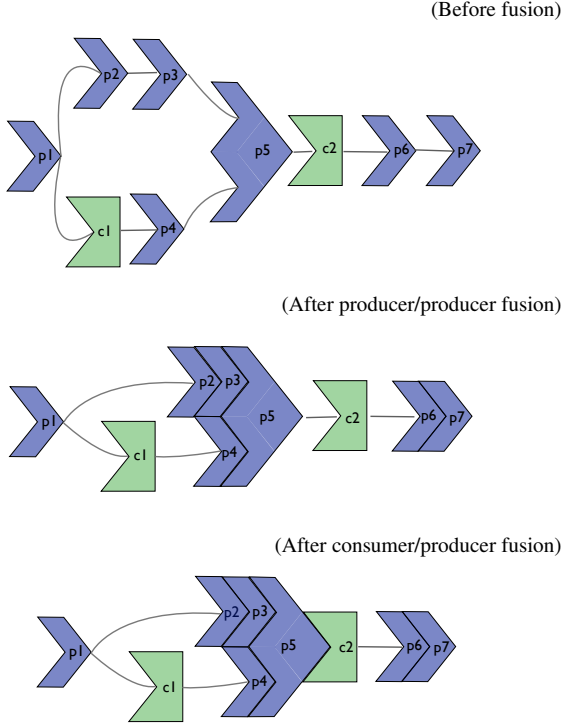 (Before fusion)
p2
p3
p1
p5
c2
p6
p7
c1
p4
(After producer/producer fusion)
p2
p3
p1
p5
c2
p6
p7
c1
p4
(After consumer/producer fusion)
p2
p3
p1
p5
c2
p6
p7
c1
p4